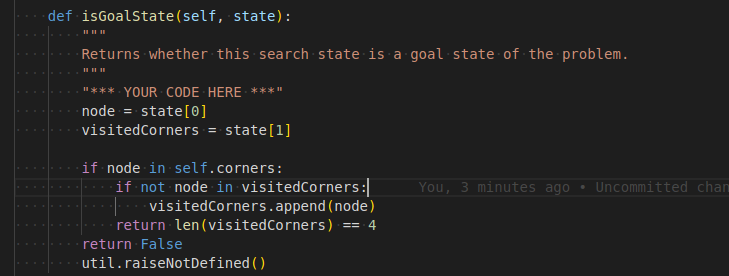 def isGoalState(self, state):
"""
Returns whether this search state is a goal state of the problem.
"""
"*** YOUR CODE HERE ***"
node = state[0]
visitedCorners = state[1]
if node in self.corners:
if not node in visitedCorners: You, 3 minutes ago • Uncommitted chan
visitedCorners.append(node)
return len(visitedCorners) == 4
return False
util.raiseNotDefined()